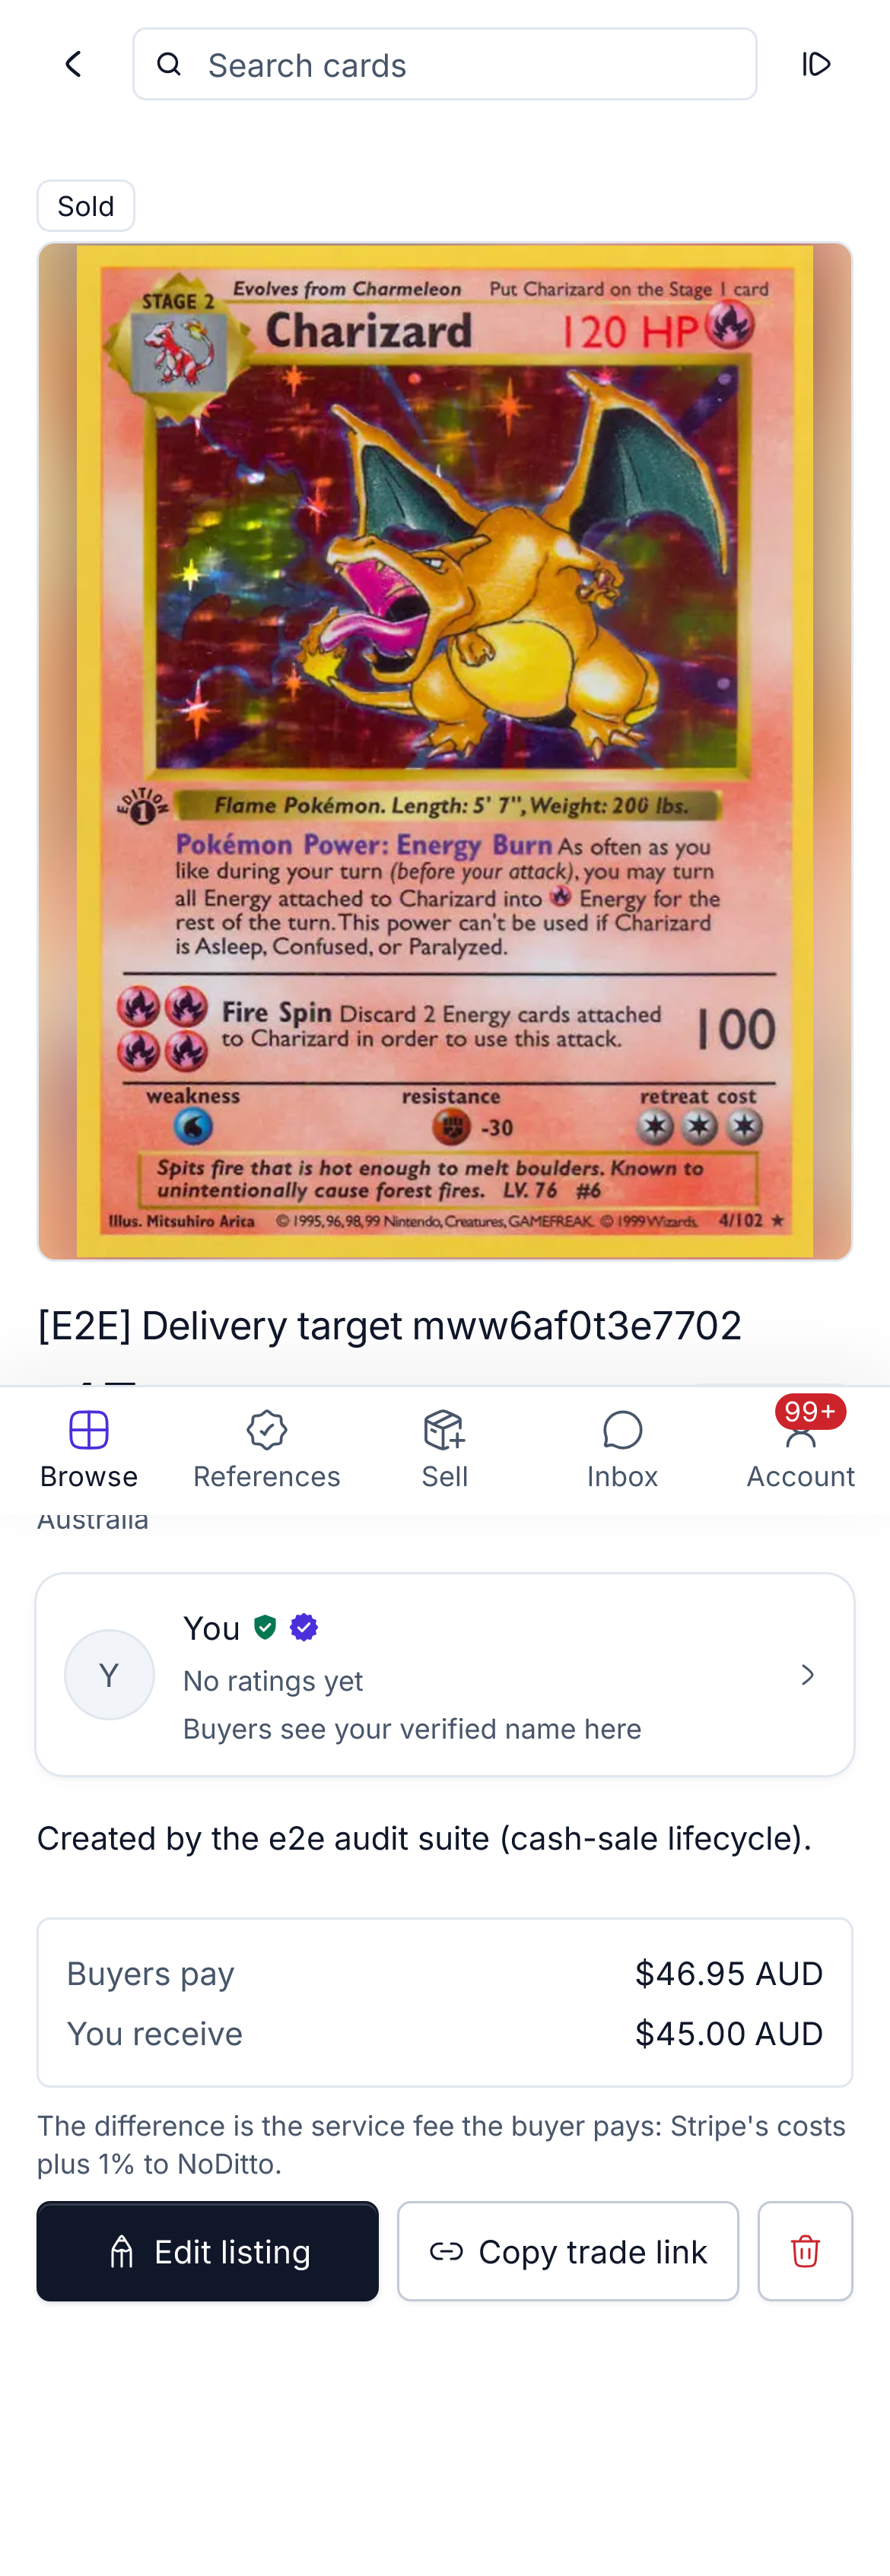 Search cards
Sold
STAGE 2
Evolves from Charmeleon Put Charizard on the Stage 1 card
Charizard 120 HP
EDITION
1
Flame Pokémon. Length: 5' 7", Weight: 200 lbs.
Pokémon Power: Energy Burn As often as you
like during your turn (before your attack), you may turn
all Energy attached to Charizard into Energy for the
rest of the turn. This power can't be used if Charizard
is Asleep, Confused, or Paralyzed.
Fire Spin Discard 2 Energy cards attached
to Charizard in order to use this attack.
100
weakness resistance retreat cost
-30
Spits fire that is hot enough to melt boulders. Known to
unintentionally cause forest fires. LV. 76 #6
Illus. Mitsuhiro Arita © 1995, 96, 98, 99 Nintendo, Creatures, GAMEFREAK. © 1999 Wizards. 4/102 ★
[E2E] Delivery target mww6af0t3e7702
99+
Browse References Sell Inbox Account
Australia
Y
You
No ratings yet
Buyers see your verified name here
Created by the e2e audit suite (cash-sale lifecycle).
Buyers pay $46.95 AUD
You receive $45.00 AUD
The difference is the service fee the buyer pays: Stripe's costs
plus 1% to NoDitto.
Edit listing Copy trade link